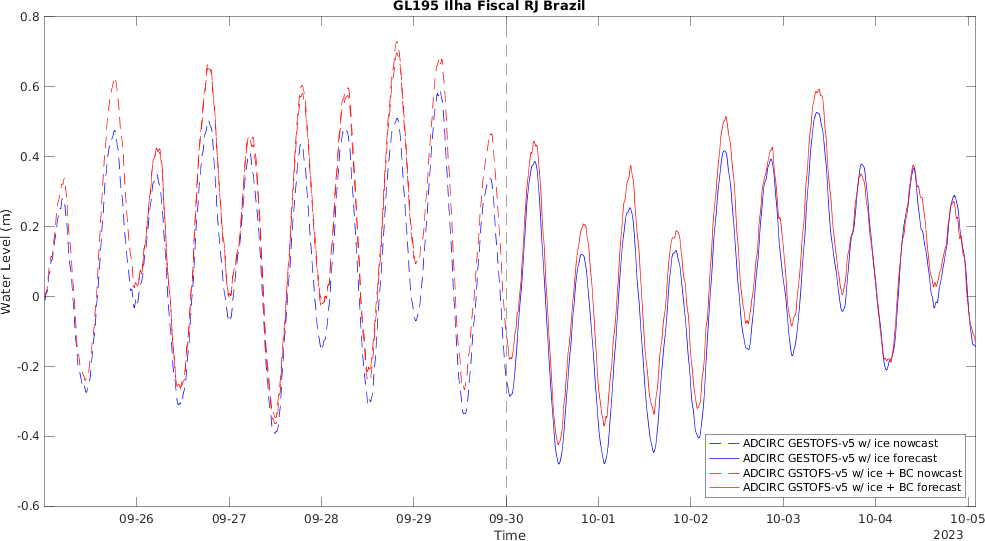 GL195 Ilha Fiscal RJ Brazil
0.8
0.6
0.4
0.2
0
-0.2
-0.4
-0.6
Water Level (m)
ADCIRC GESTOFS-v5 w/ ice nowcast
ADCIRC GESTOFS-v5 w/ ice forecast
ADCIRC GSTOFS-v5 w/ ice + BC nowcast
ADCIRC GSTOFS-v5 w/ ice + BC forecast
09-26 09-27 09-28 09-29 09-30 10-01 10-02 10-03 10-04 10-05
Time 2023